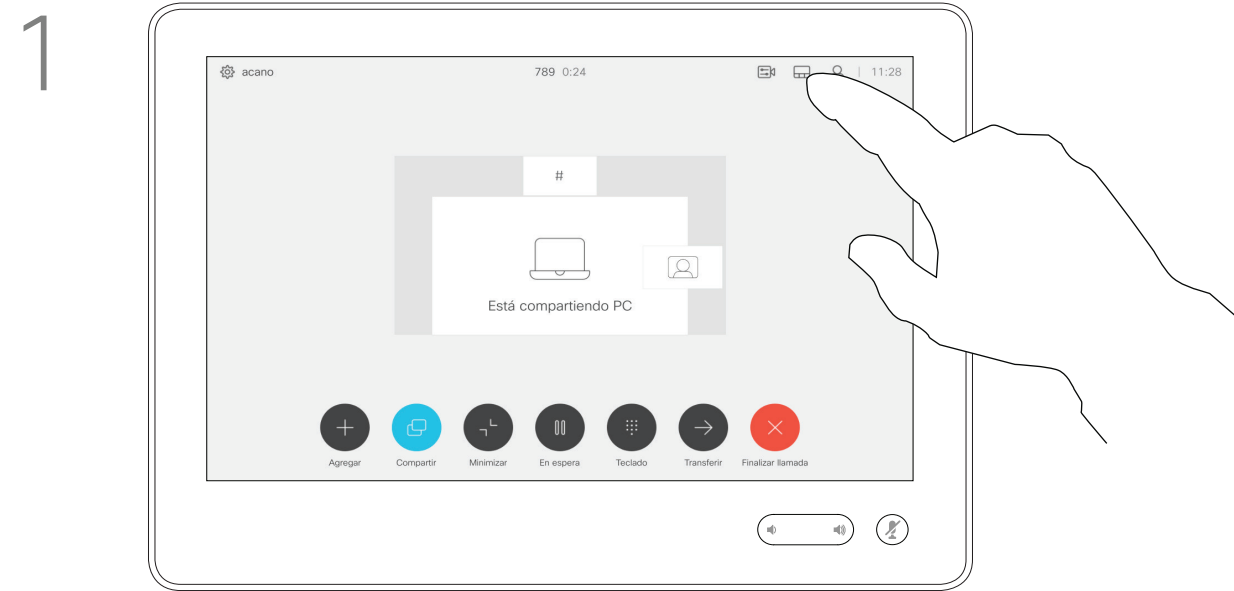 1
acano
789 0:24
11:28
#
Está compartiendo PC
Agregar
Compartir
Minimizar
En espera
Teclado
Transferir
Finalizar llamada